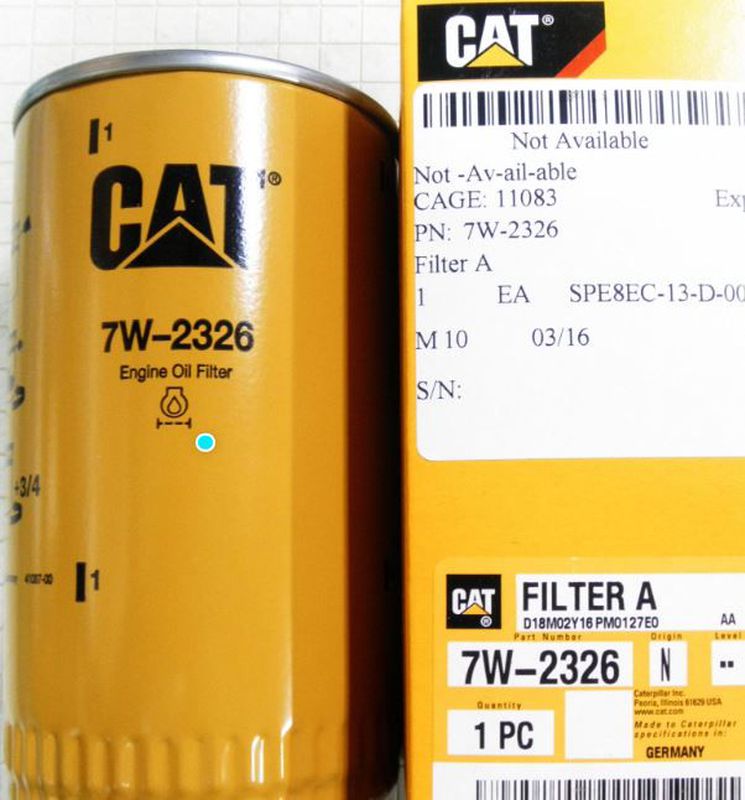 1
CAT®
7W-2326
Engine Oil Filter
+3/4
41007-00
1
CAT®
Not Available
Not -Av-ail-able
CAGE: 11083
PN: 7W-2326
Filter A
1 EA SPE8EC-13-D-00
M 10 03/16
S/N:
CAT®
FILTER A
D18M02Y16 PM0127E0
AA
Part Number Origin Level
7W-2326 N --
Quantity
1 PC
Caterpillar Inc.
Peoria, Illinois 61629 USA
www.cat.com
Made to Caterpillar
specifications in:
GERMANY